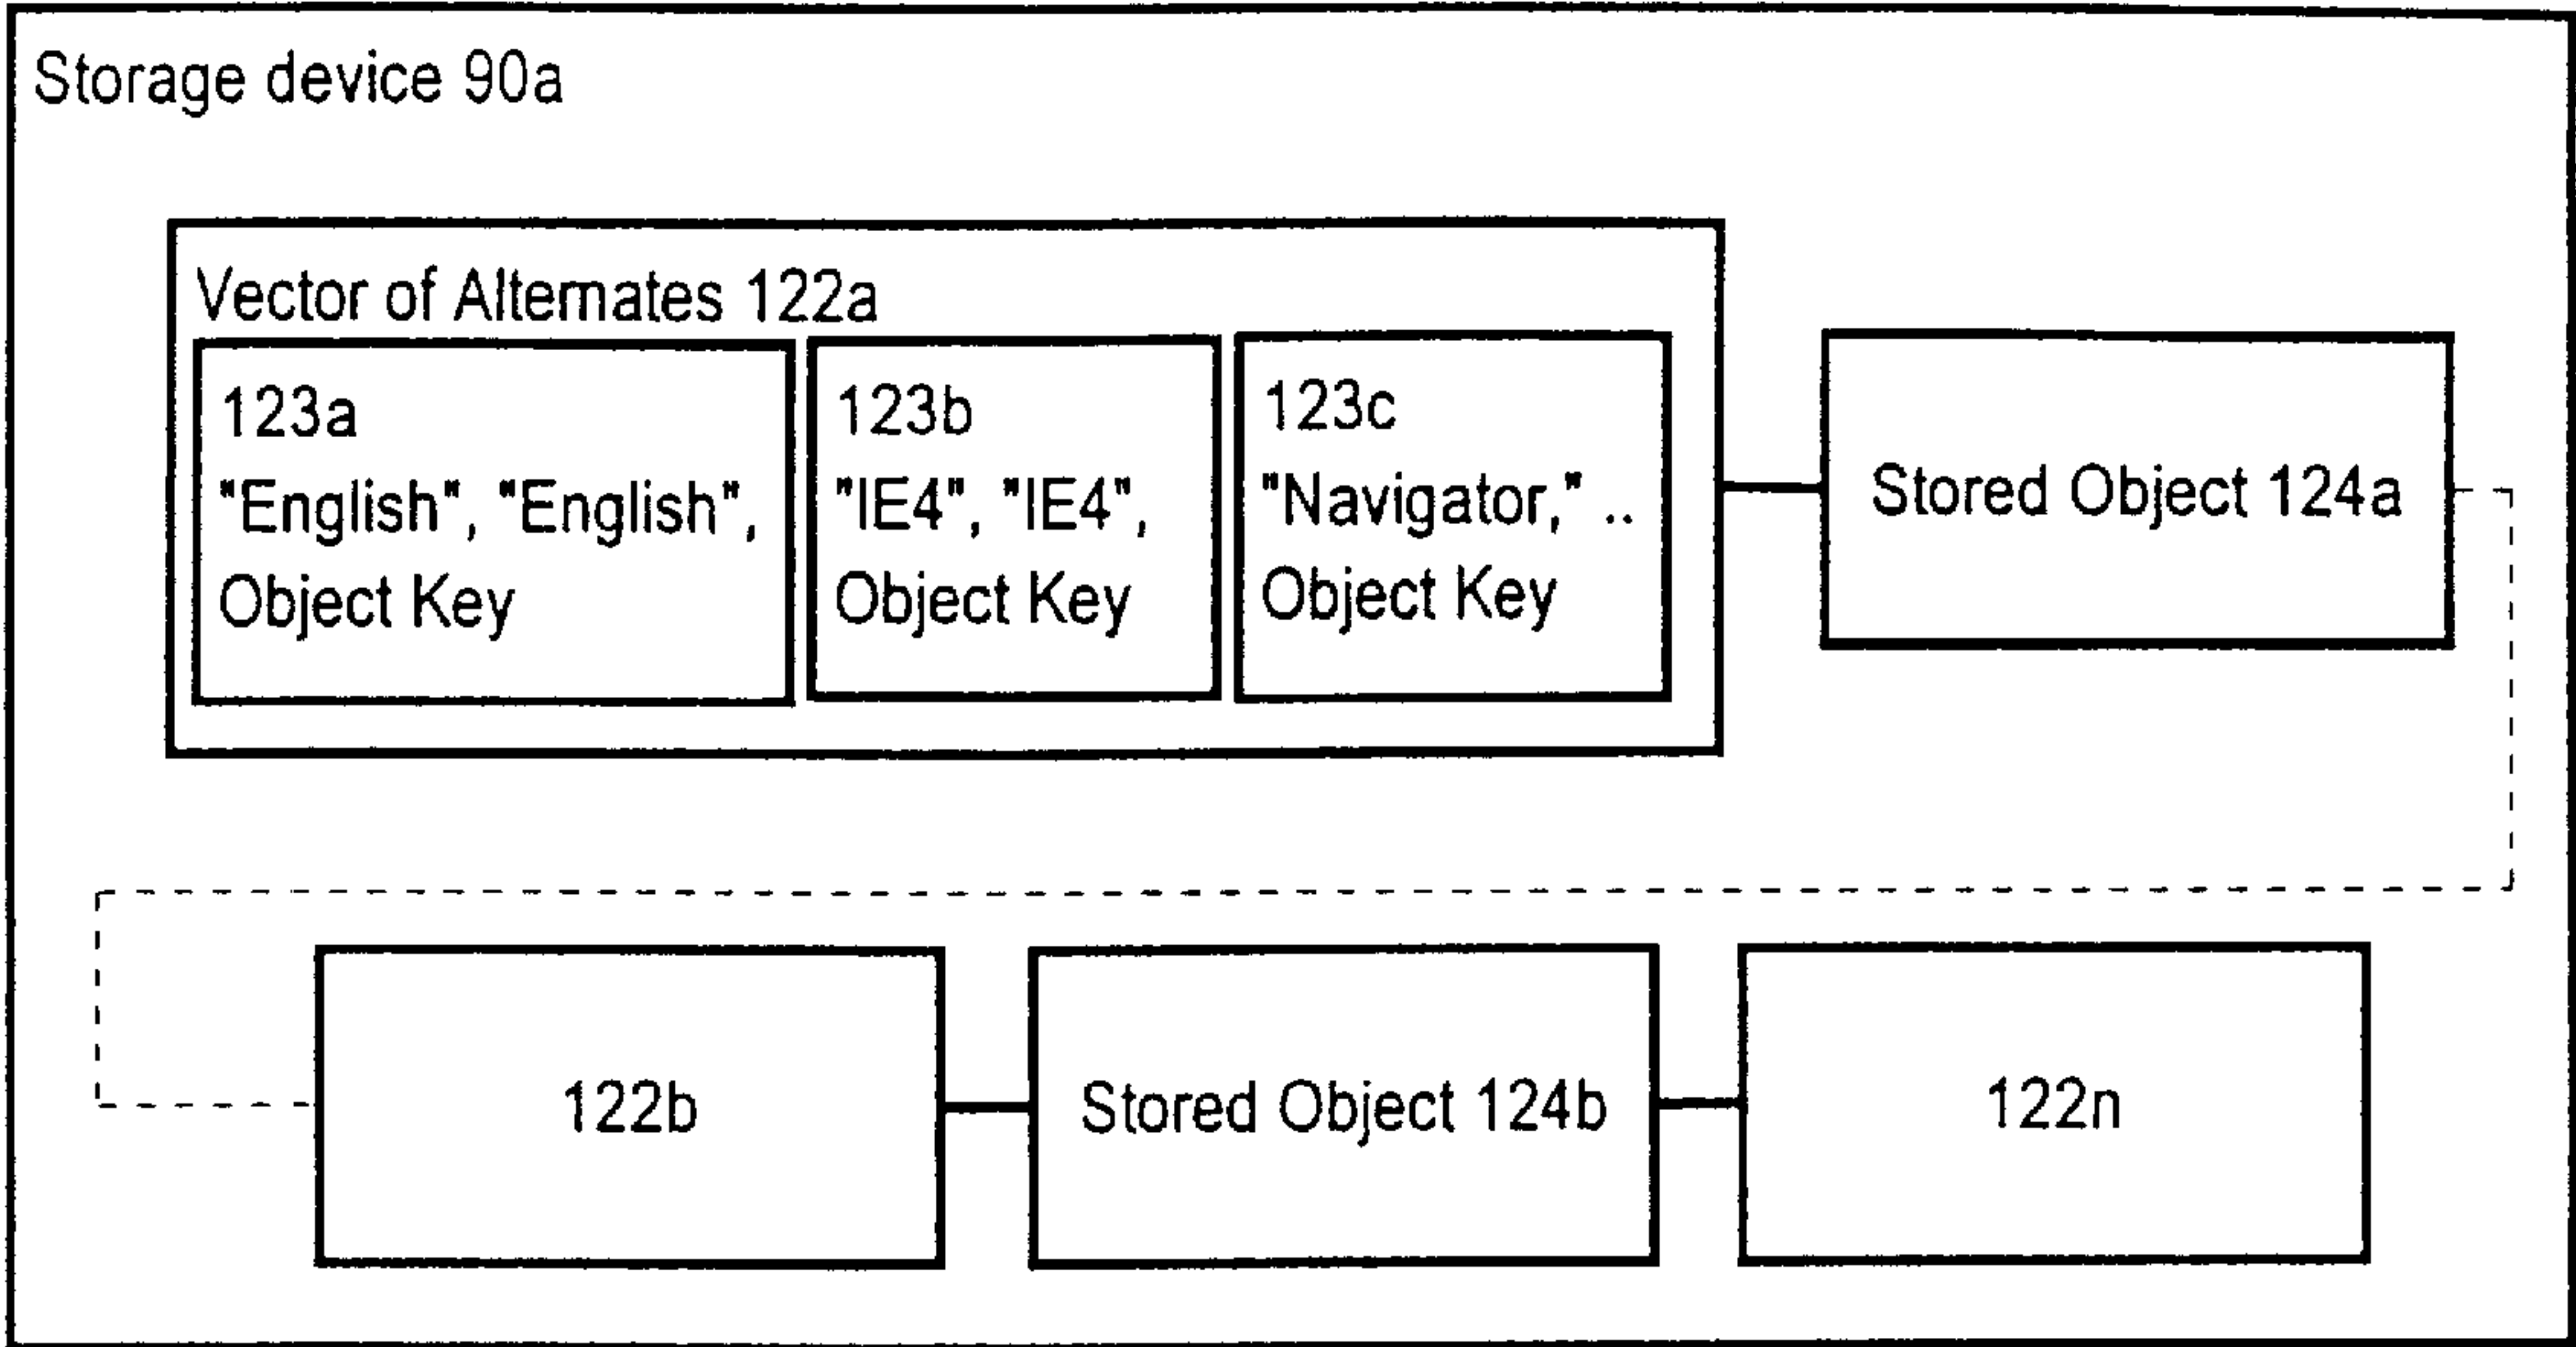 Storage device 90a
Vector of Alternates 122a
123a
"English", "English",
Object Key
123b
"IE4", "IE4",
Object Key
123c
"Navigator," ..
Object Key
Stored Object 124a
122b
Stored Object 124b
122n